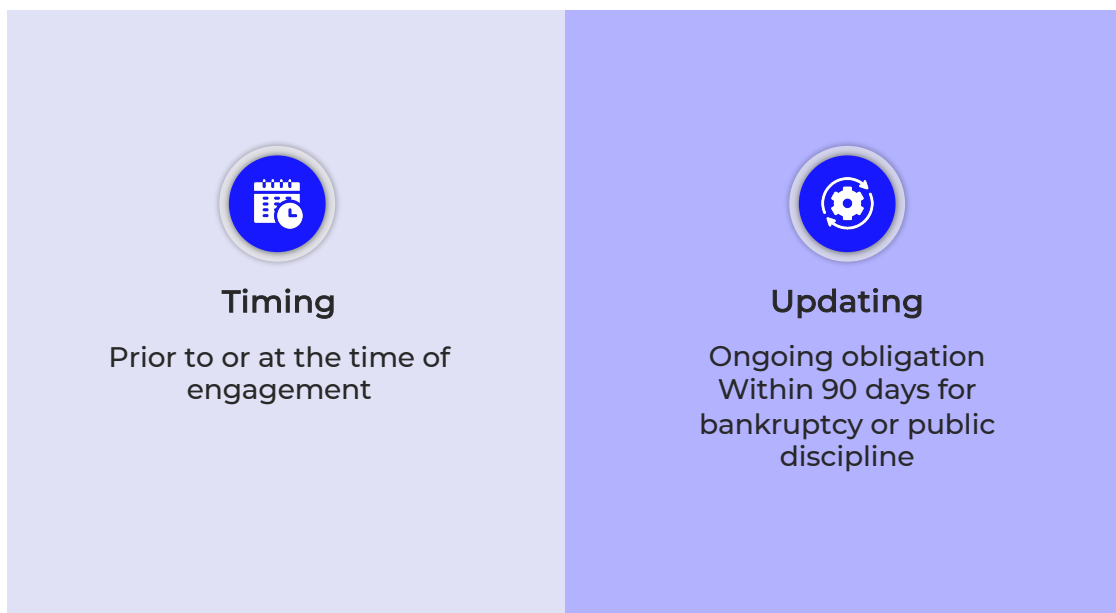 Timing
Prior to or at the time of
engagement
Updating
Ongoing obligation
Within 90 days for
bankruptcy or public
discipline